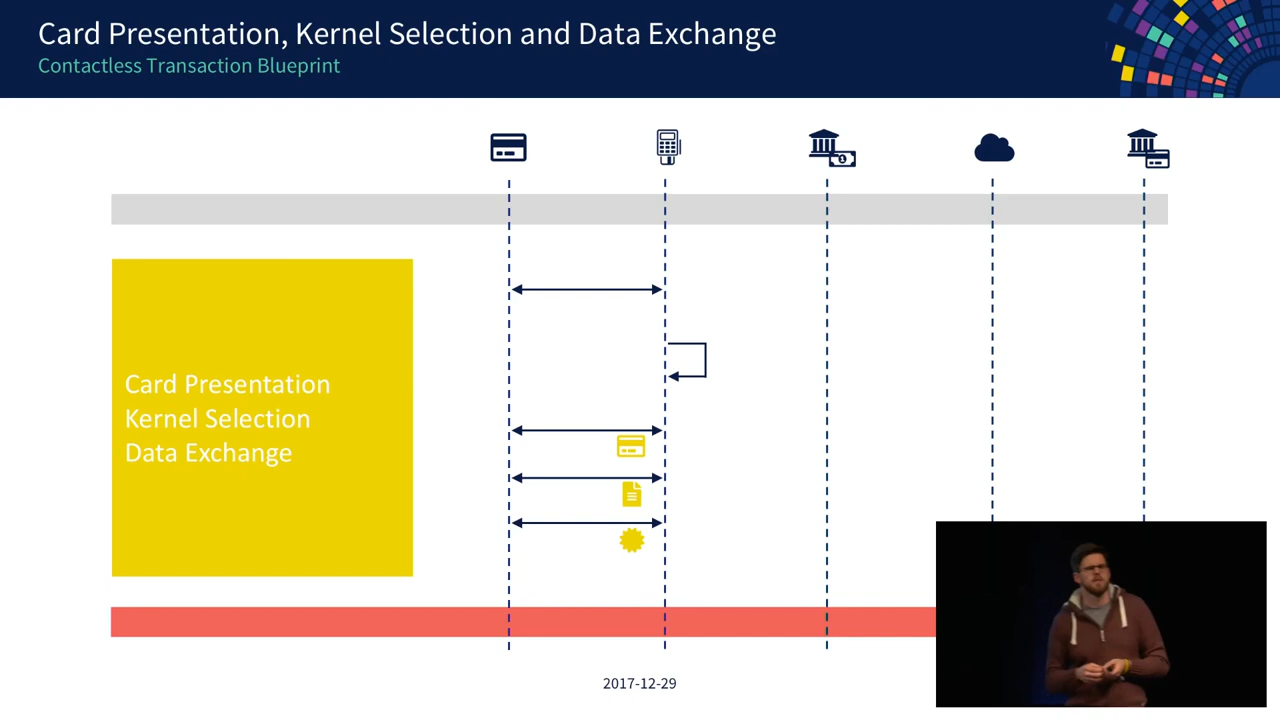 Card Presentation, Kernel Selection and Data Exchange
Contactless Transaction Blueprint
Card Presentation
Kernel Selection
Data Exchange
2017-12-29